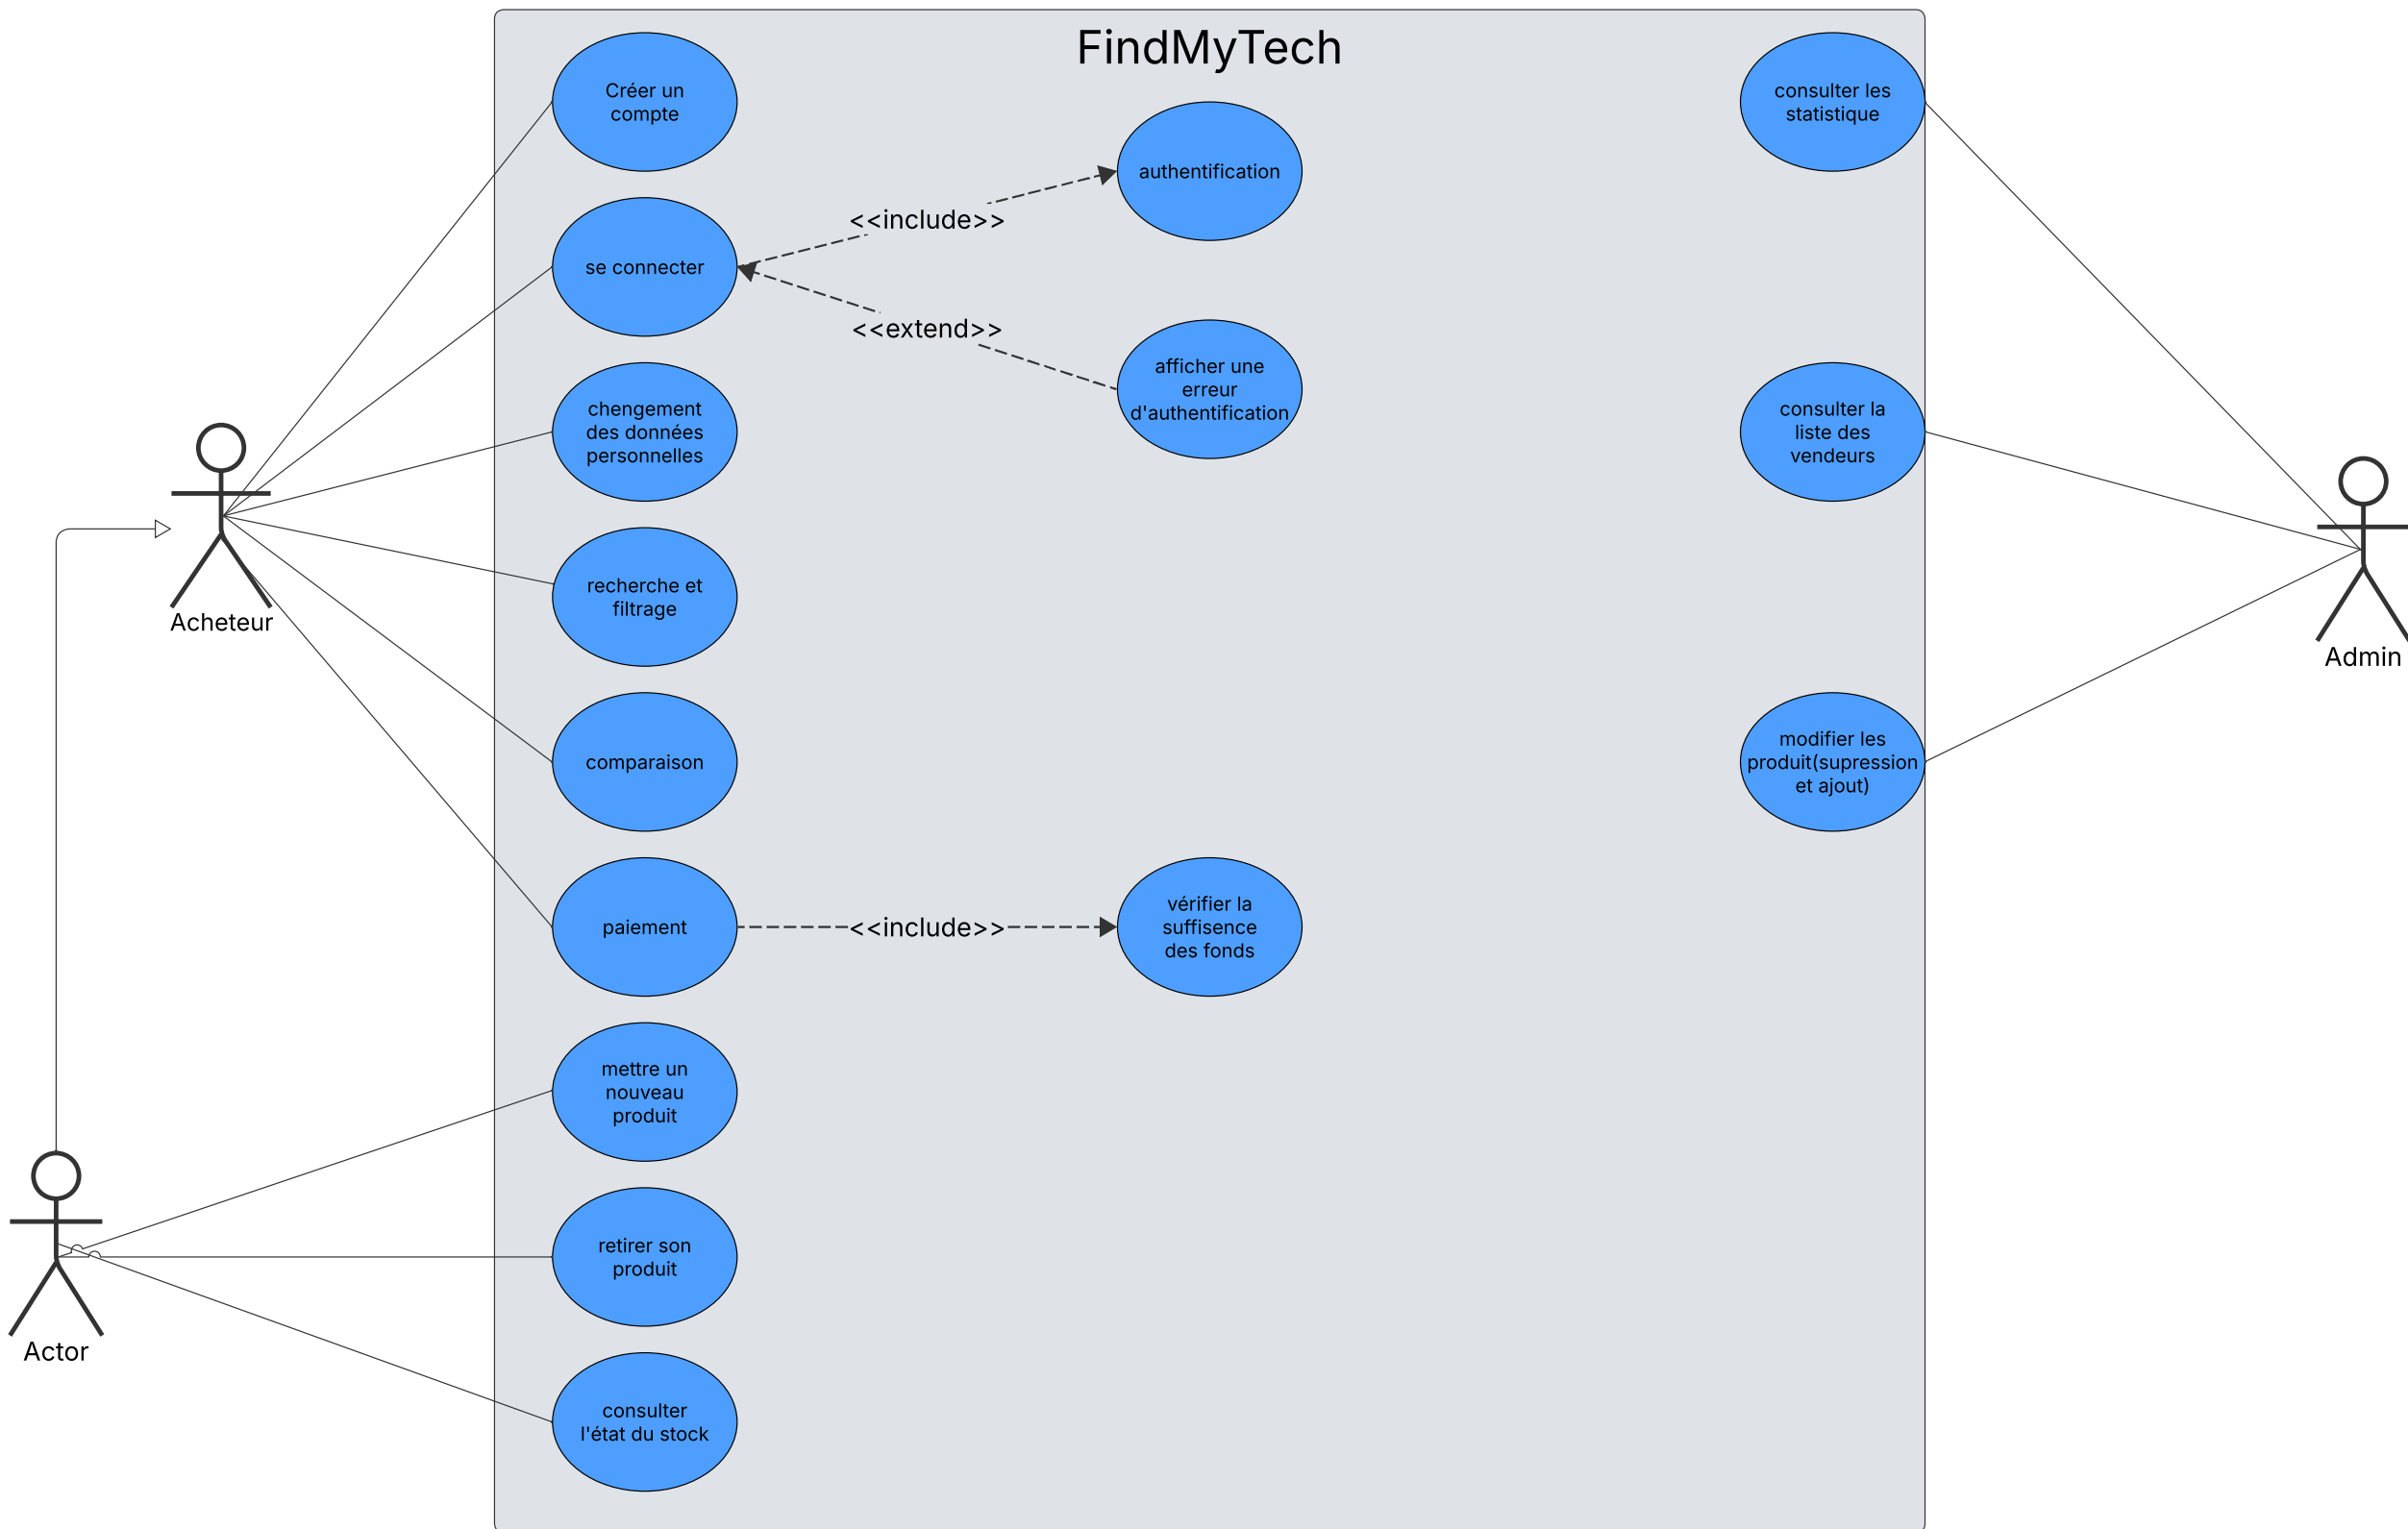 FindMyTech
Créer un
compte
consulter les
statistique
authentification
<<include>>
se connecter
<<extend>>
afficher une
erreur
d'authentification
chengement
des données
personnelles
consulter la
liste des
vendeurs
recherche et
filtrage
Acheteur
Admin
comparaison
modifier les
produit(supression
et ajout)
paiement
<<include>>
vérifier la
suffisence
des fonds
mettre un
nouveau
produit
retirer son
produit
Actor
consulter
l'état du stock